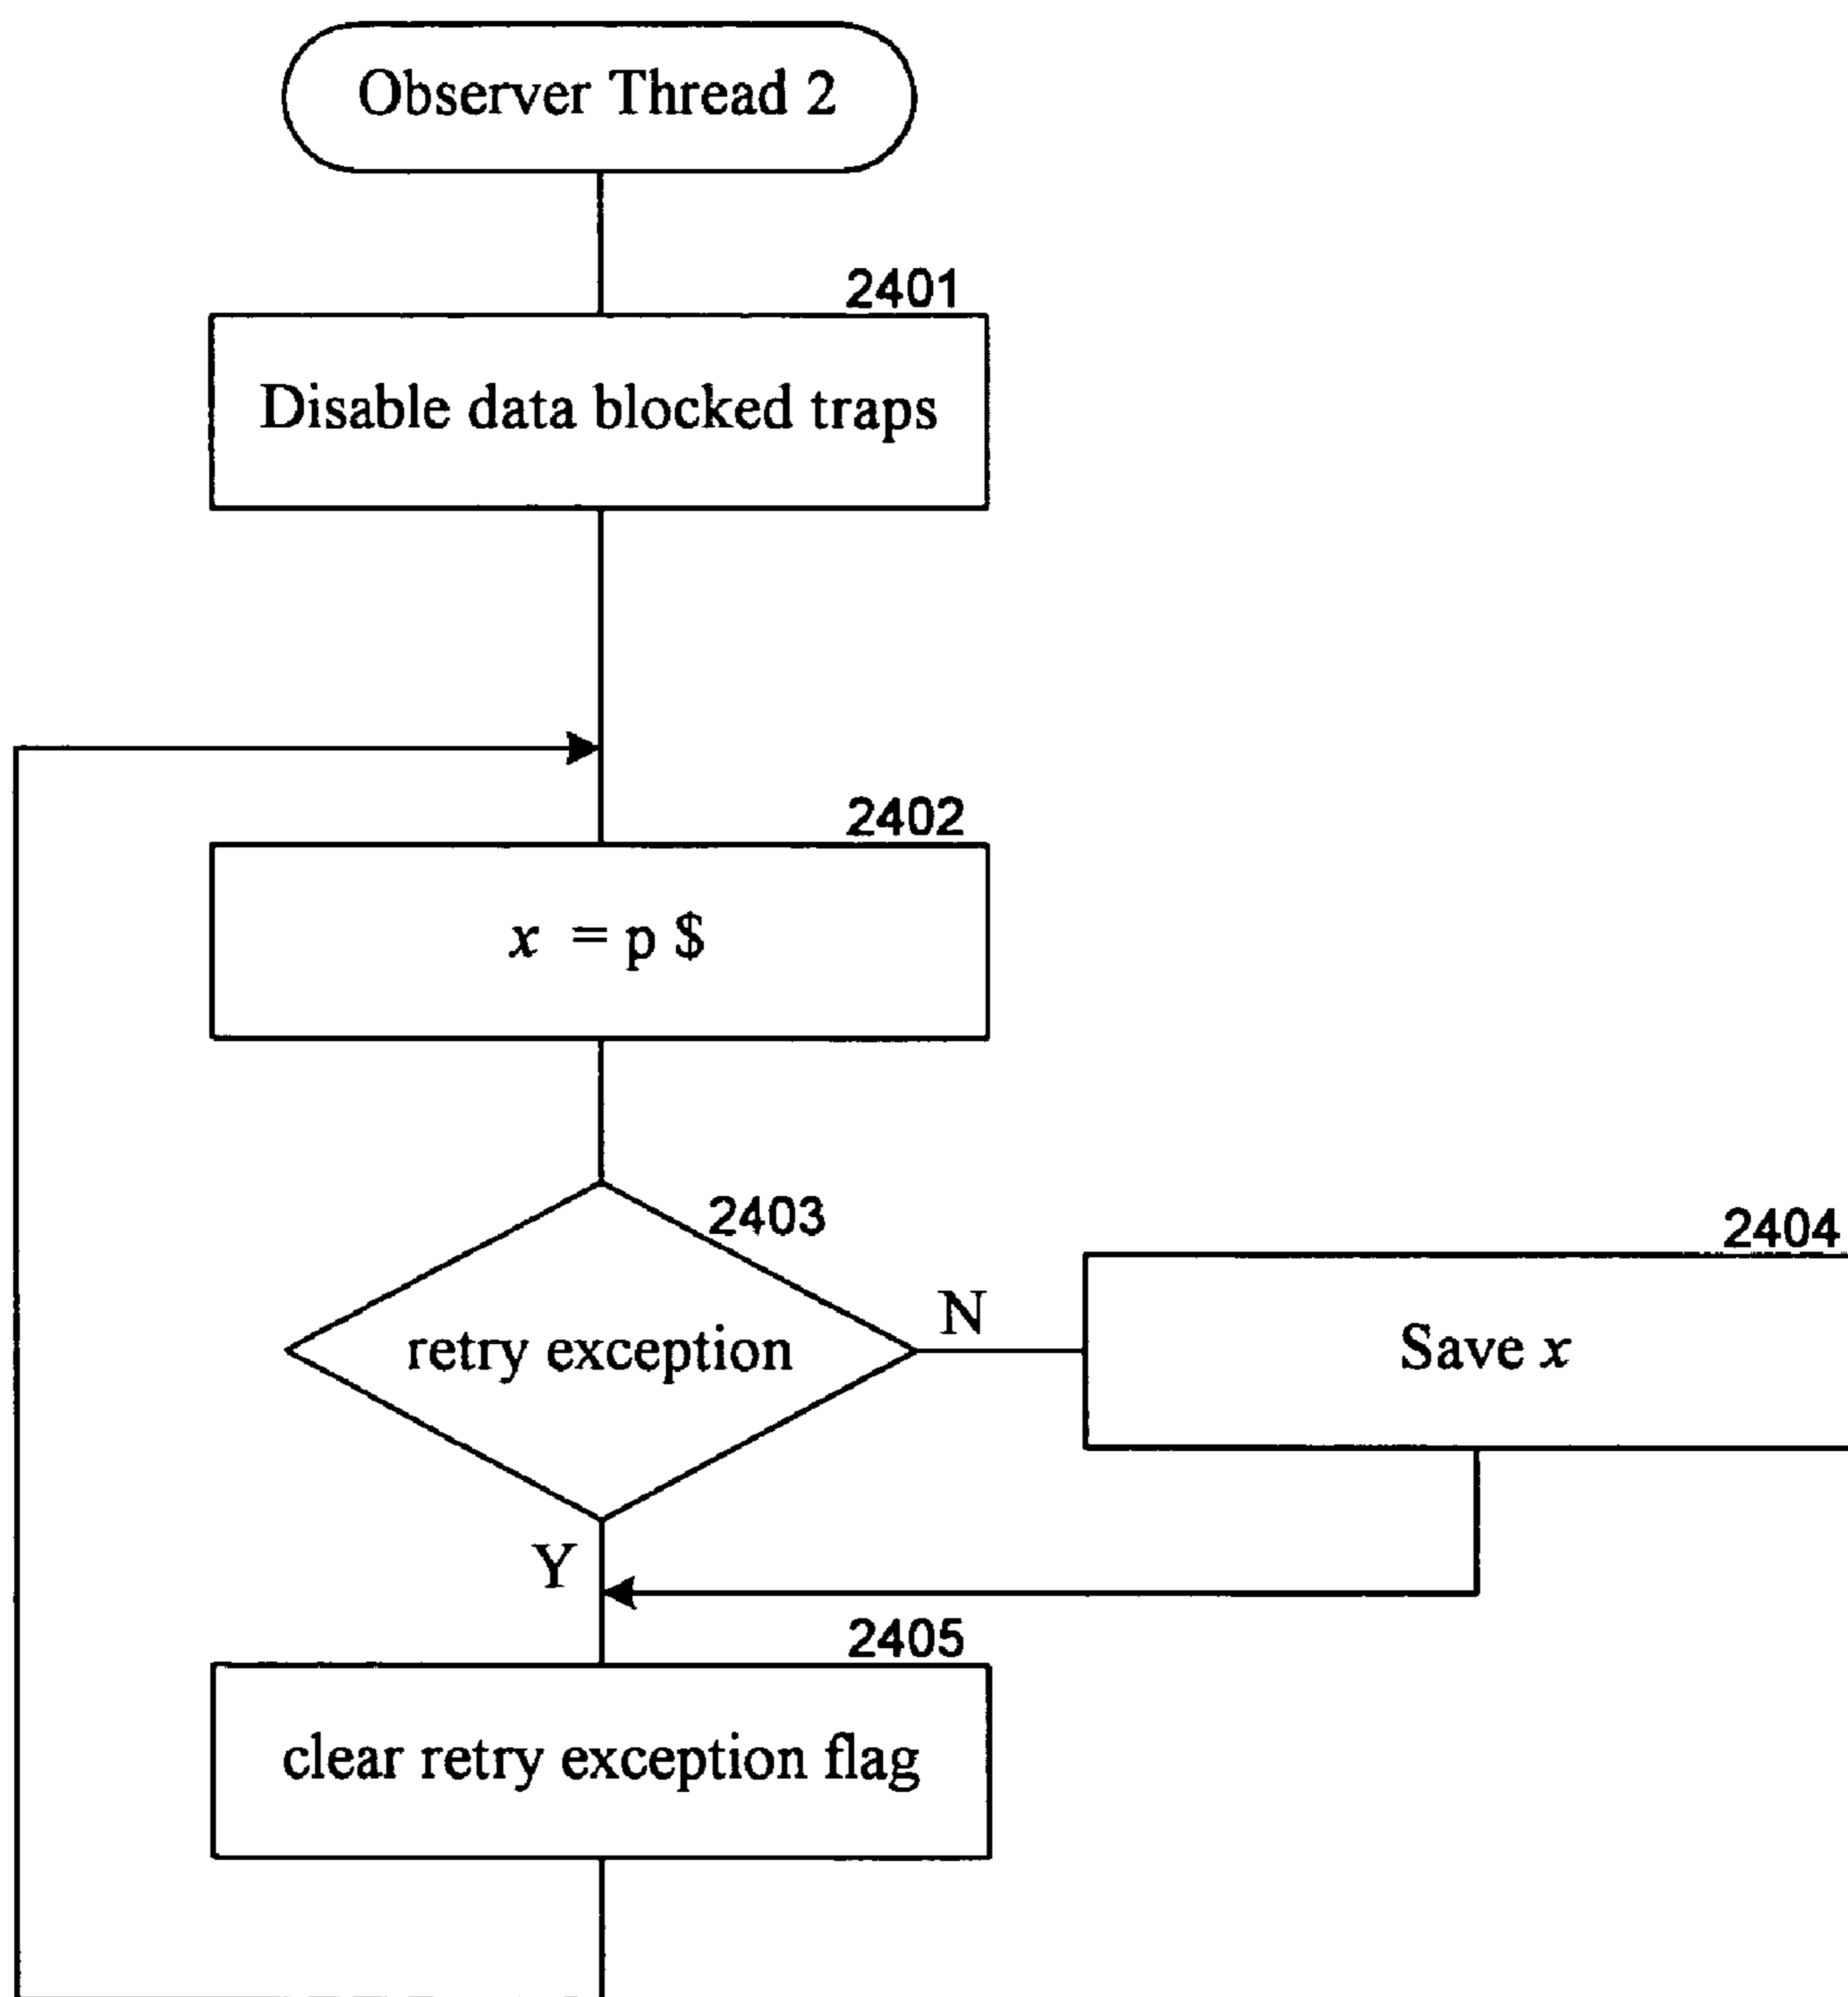 Observer Thread 2
2401
Disable data blocked traps
2402
x = p $
2403
retry exception
N
2404
Save x
Y
2405
clear retry exception flag